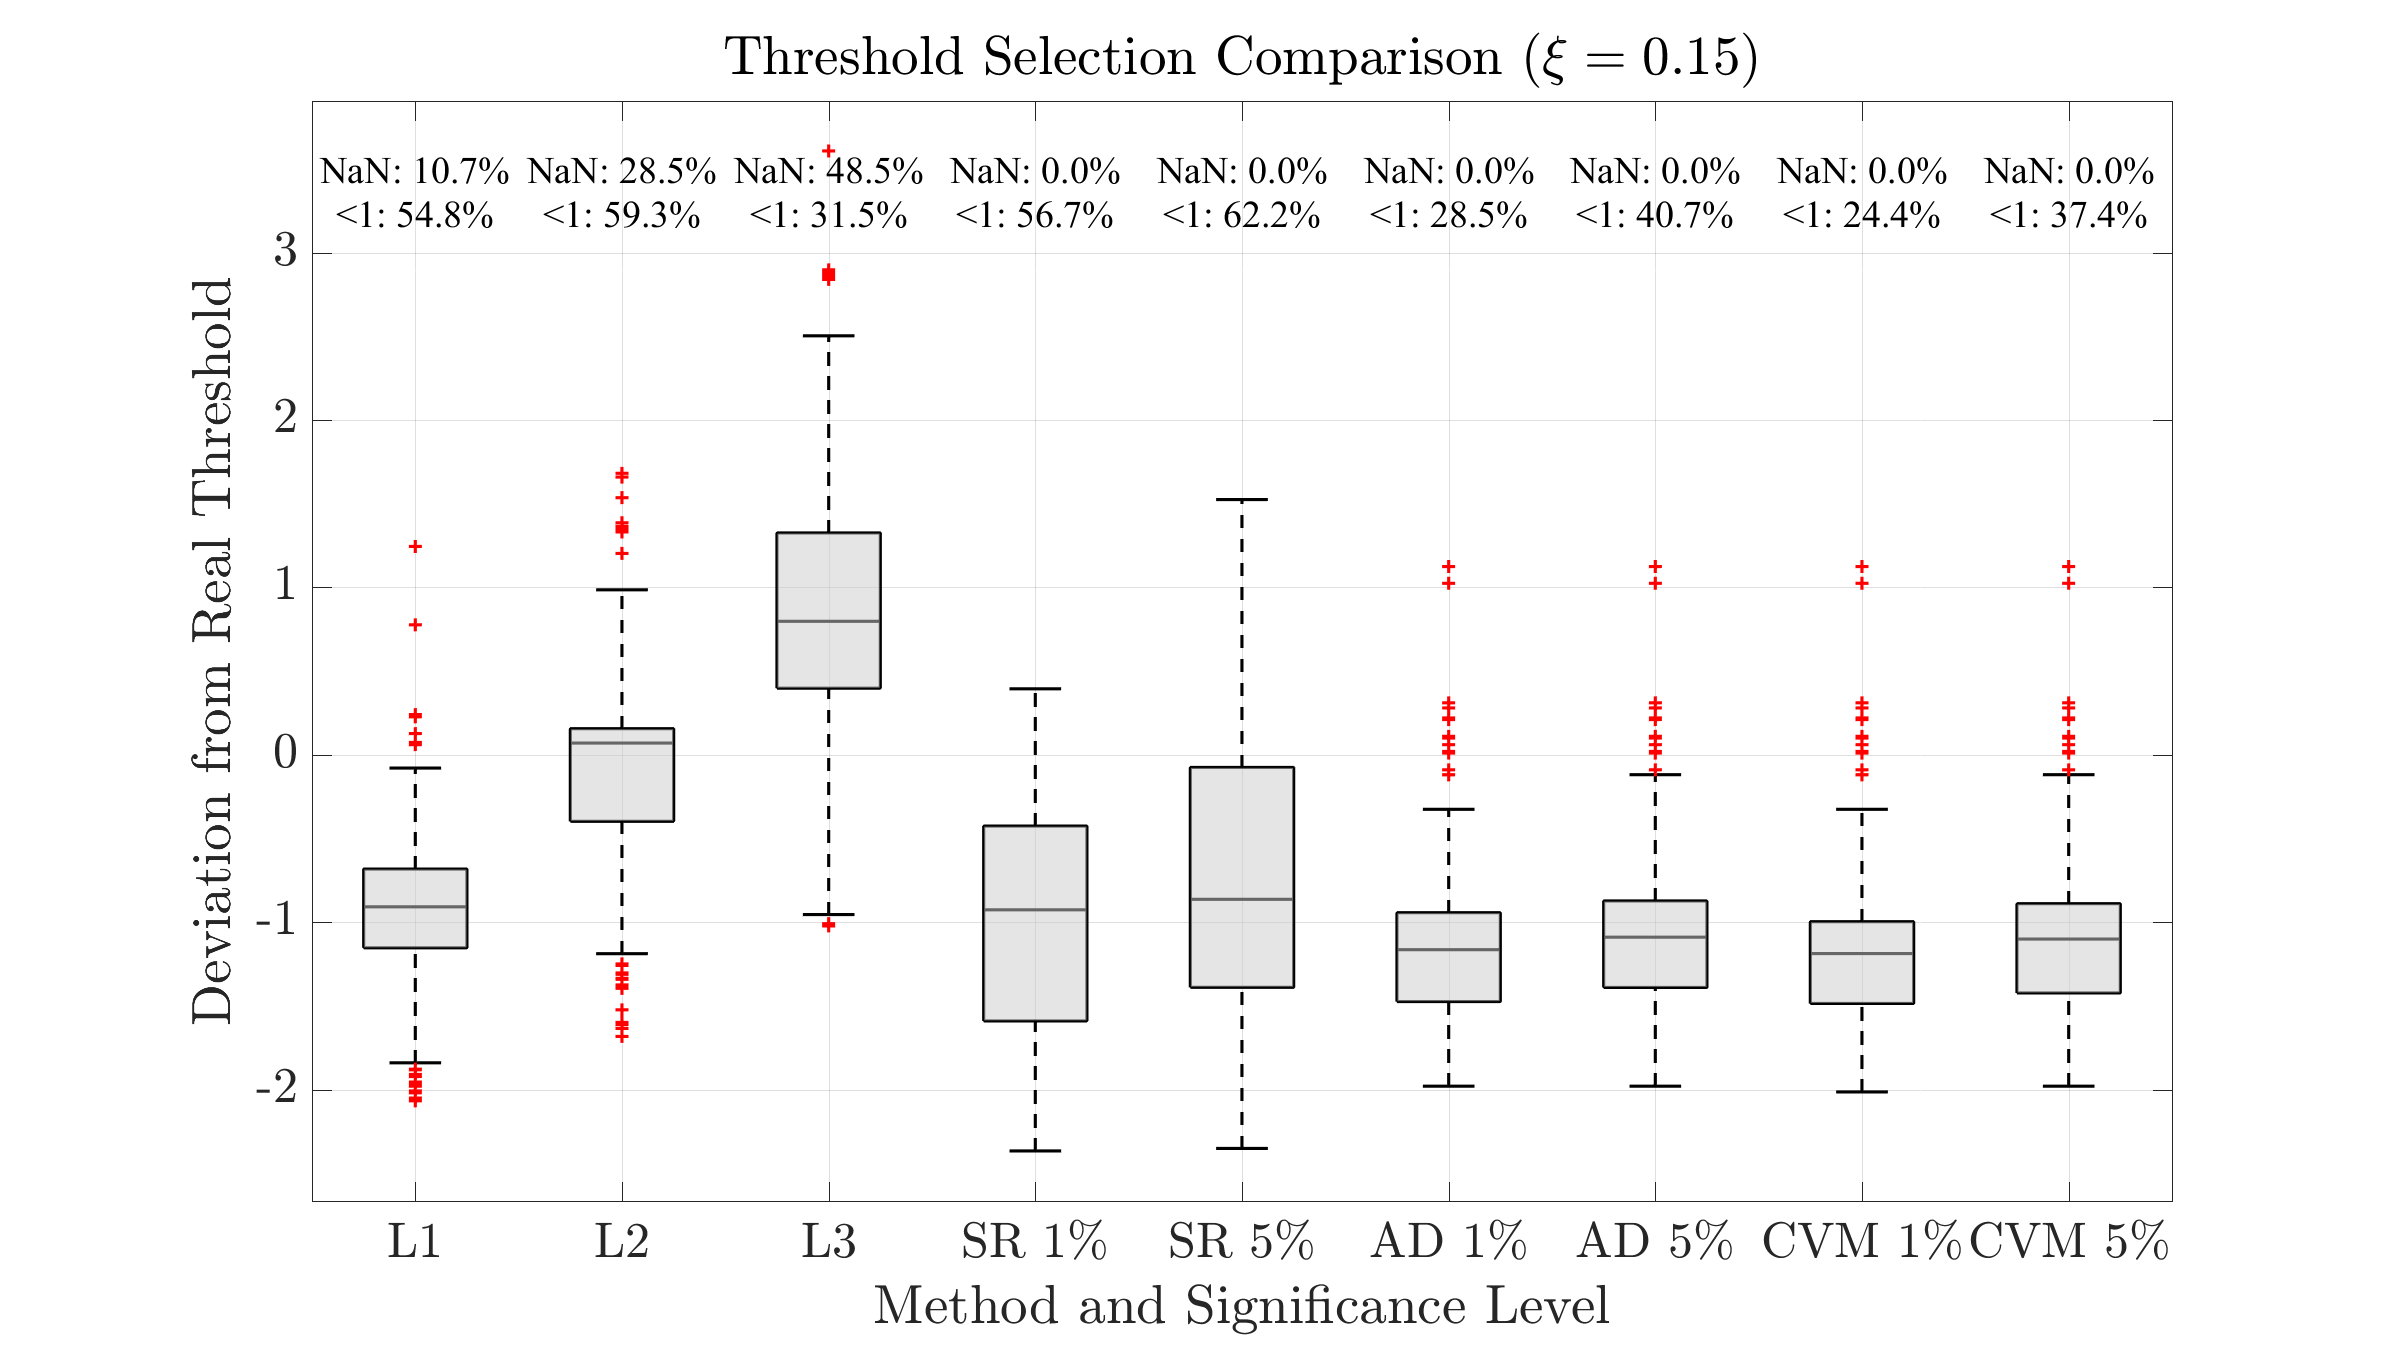 Threshold Selection Comparison (ξ = 0.15)
NaN: 10.7% NaN: 28.5% NaN: 48.5% NaN: 0.0% NaN: 0.0% NaN: 0.0% NaN: 0.0% NaN: 0.0% NaN: 0.0%
<1: 54.8% <1: 59.3% <1: 31.5% <1: 56.7% <1: 62.2% <1: 28.5% <1: 40.7% <1: 24.4% <1: 37.4%
Deviation from Real Threshold
3
2
1
0
-1
-2
L1 L2 L3 SR 1% SR 5% AD 1% AD 5% CVM 1% CVM 5%
Method and Significance Level